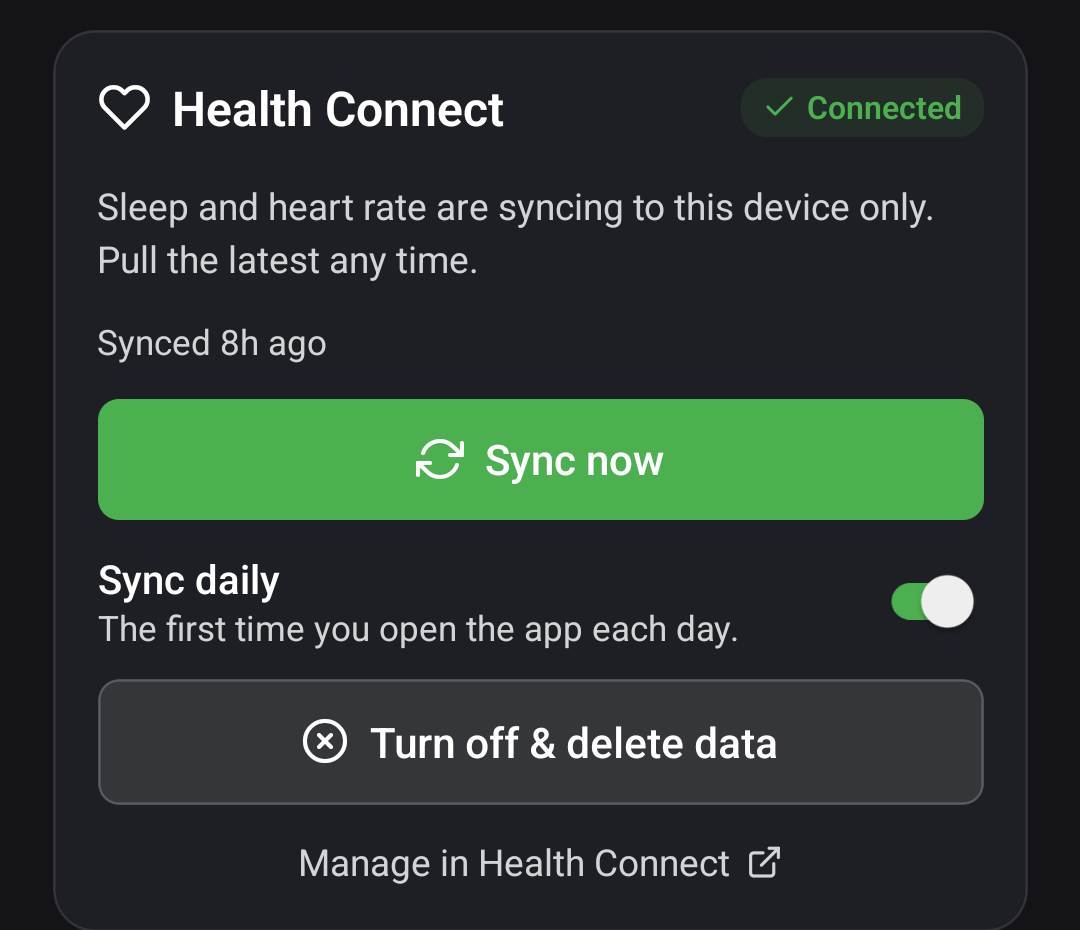 Health Connect
Connected
Sleep and heart rate are syncing to this device only.
Pull the latest any time.
Synced 8h ago
Sync now
Sync daily
The first time you open the app each day.
Turn off & delete data
Manage in Health Connect